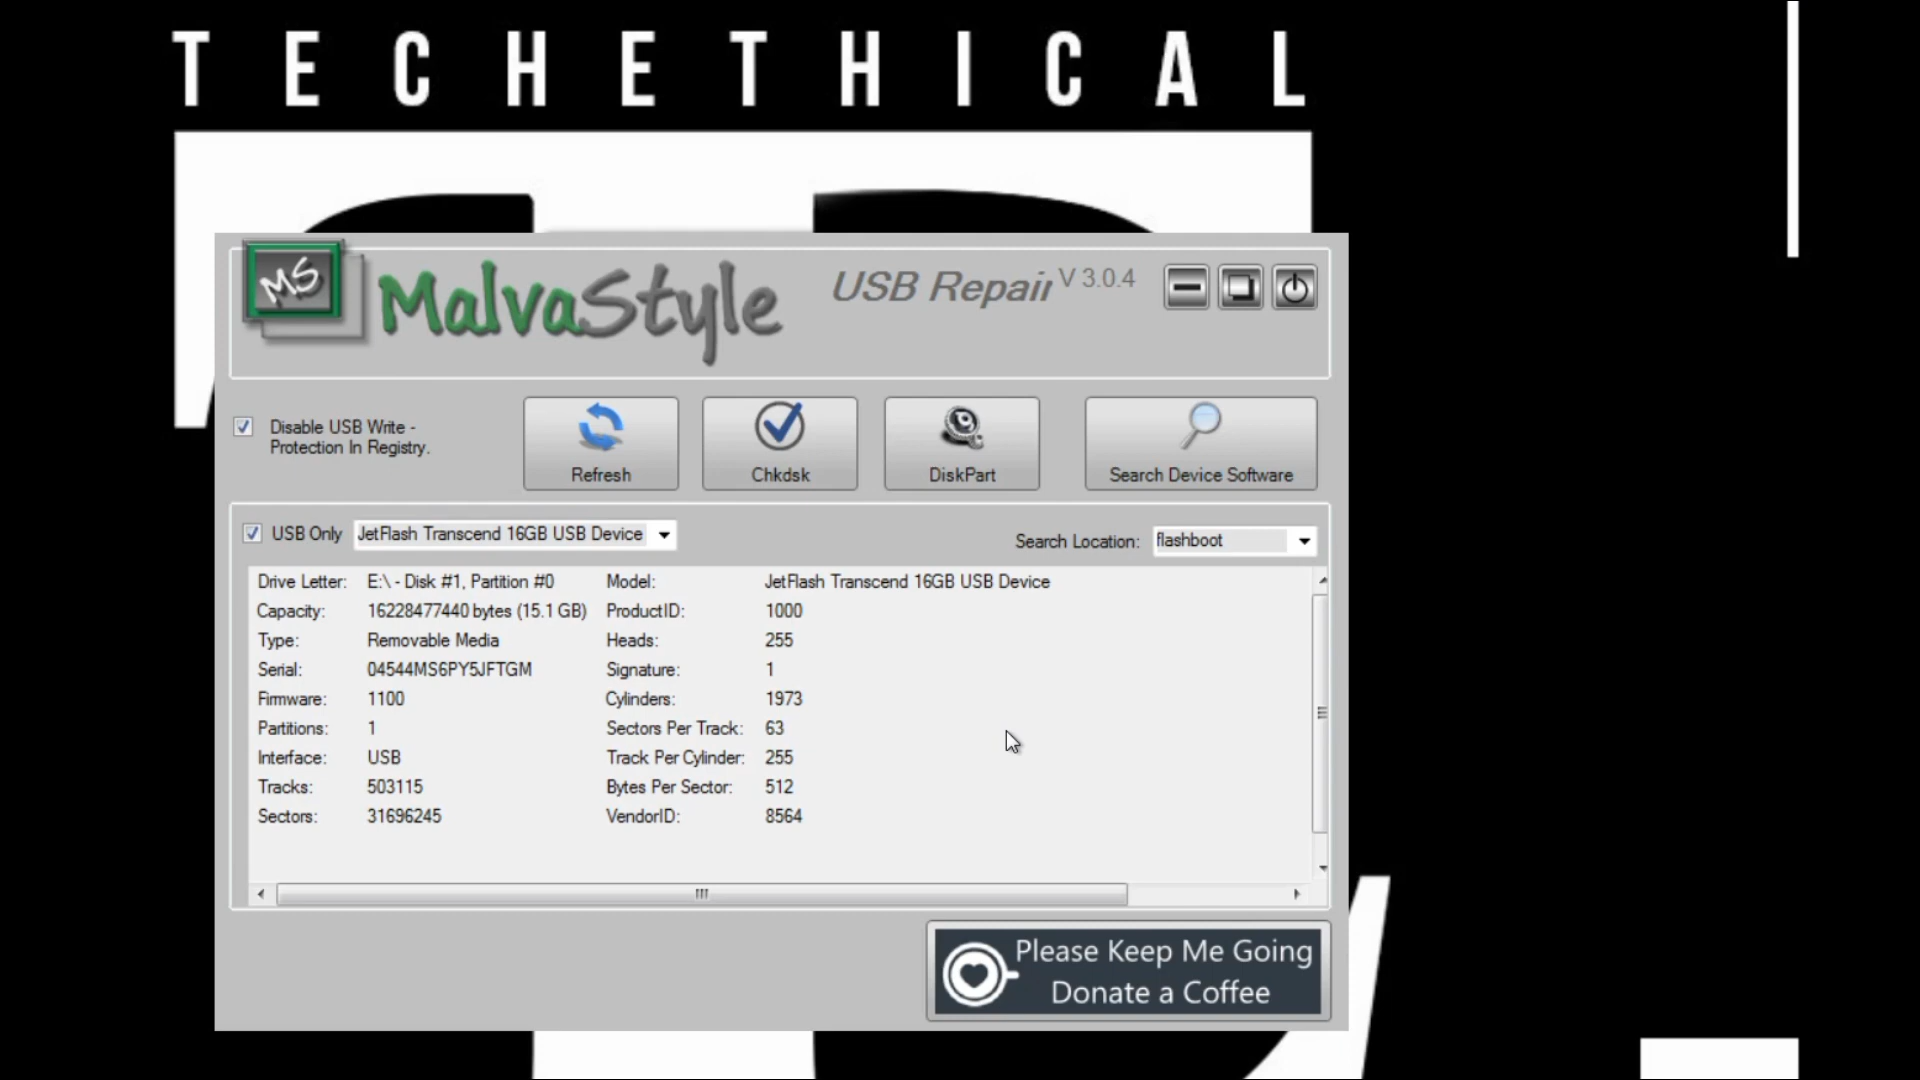 TECHETHICAL
MS MalvaStyle
USB Repair V 3.0.4
Disable USB Write -
Protection In Registry.
Refresh
Chkdsk
DiskPart
Search Device Software
USB Only JetFlash Transcend 16GB USB Device
Search Location: flashboot
Drive Letter: E:\ - Disk #1, Partition #0 Model: JetFlash Transcend 16GB USB Device
Capacity: 16228477440 bytes (15.1 GB) ProductID: 1000
Type: Removable Media Heads: 255
Serial: 04544MS6PY5JFTGM Signature: 1
Firmware: 1100 Cylinders: 1973
Partitions: 1 Sectors Per Track: 63
Interface: USB Track Per Cylinder: 255
Tracks: 503115 Bytes Per Sector: 512
Sectors: 31696245 VendorID: 8564
Please Keep Me Going
Donate a Coffee